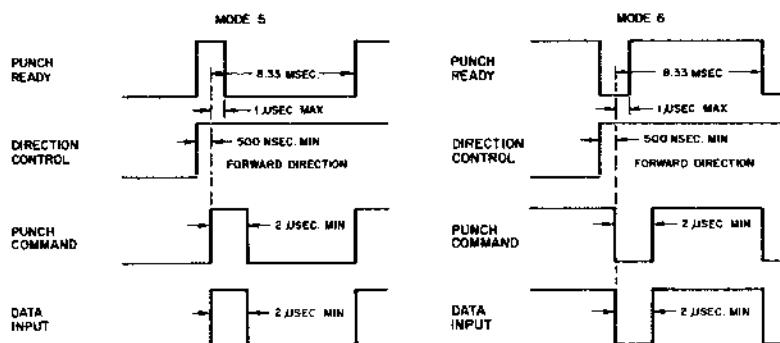 MODE 5
PUNCH READY
8.33 MSEC.
1 µSEC MAX
DIRECTION CONTROL
500 NSEC. MIN
FORWARD DIRECTION
PUNCH COMMAND
2 µSEC. MIN
DATA INPUT
2 µSEC. MIN
MODE 6
PUNCH READY
8.33 MSEC
1 µSEC MAX
DIRECTION CONTROL
500 NSEC. MIN
FORWARD DIRECTION
PUNCH COMMAND
2 µSEC. MIN
DATA INPUT
2 µSEC. MIN